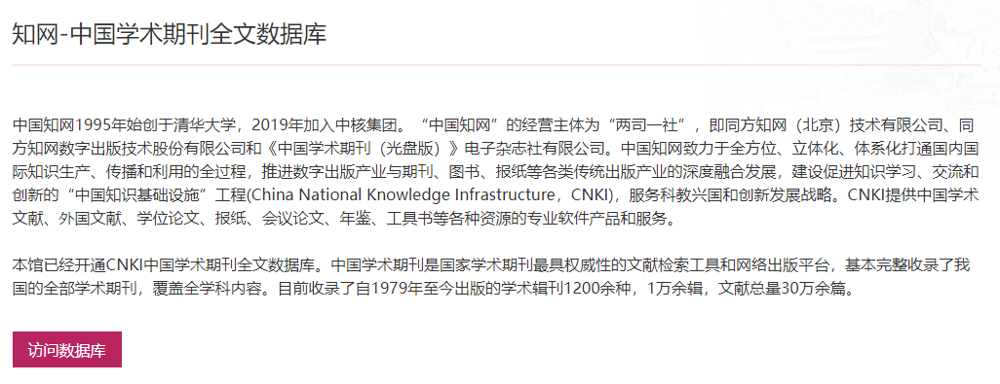 知网-中国学术期刊全文数据库
中国知网1995年始创于清华大学，2019年加入中核集团。“中国知网”的经营主体为“两司一社”，即同方知网（北京）技术有限公司、同
方知网数字出版技术股份有限公司和《中国学术期刊（光盘版）》电子杂志社有限公司。中国知网致力于全方位、立体化、体系化打通国内国
际知识生产、传播和利用的全过程，推进数字出版产业与期刊、图书、报纸等各类传统出版产业的深度融合发展，建设促进知识学习、交流和
创新的“中国知识基础设施”工程(China National Knowledge Infrastructure，CNKI)，服务科教兴国和创新发展战略。CNKI提供中国学术
文献、外国文献、学位论文、报纸、会议论文、年鉴、工具书等各种资源的专业软件产品和服务。
本馆已经开通CNKI中国学术期刊全文数据库。中国学术期刊是国家学术期刊最具权威性的文献检索工具和网络出版平台，基本完整收录了我
国的全部学术期刊，覆盖全学科内容。目前收录了自1979年至今出版的学术辑刊1200余种，1万余辑，文献总量30万余篇。
访问数据库